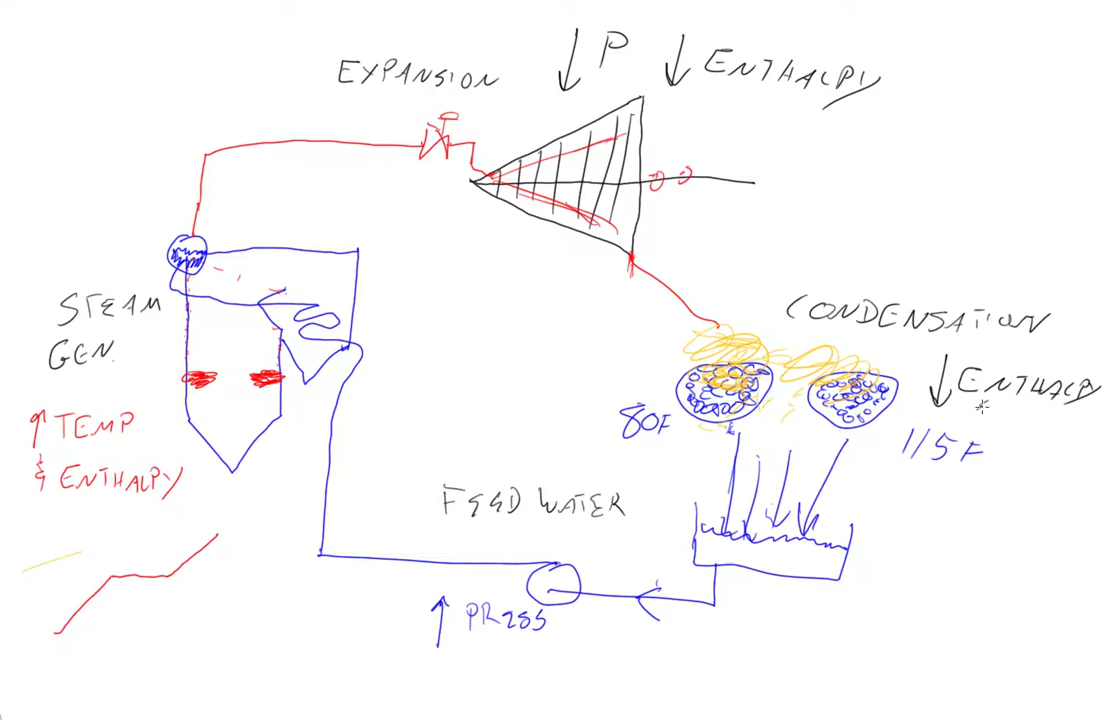 EXPANSION
↓ P ↓ ENTHALPY
STEAM
GEN.
↑ TEMP
& ENTHALPY
CONDENSATION
↓ ENTHALPY
80F
115F
FEED WATER
↑ PRESS